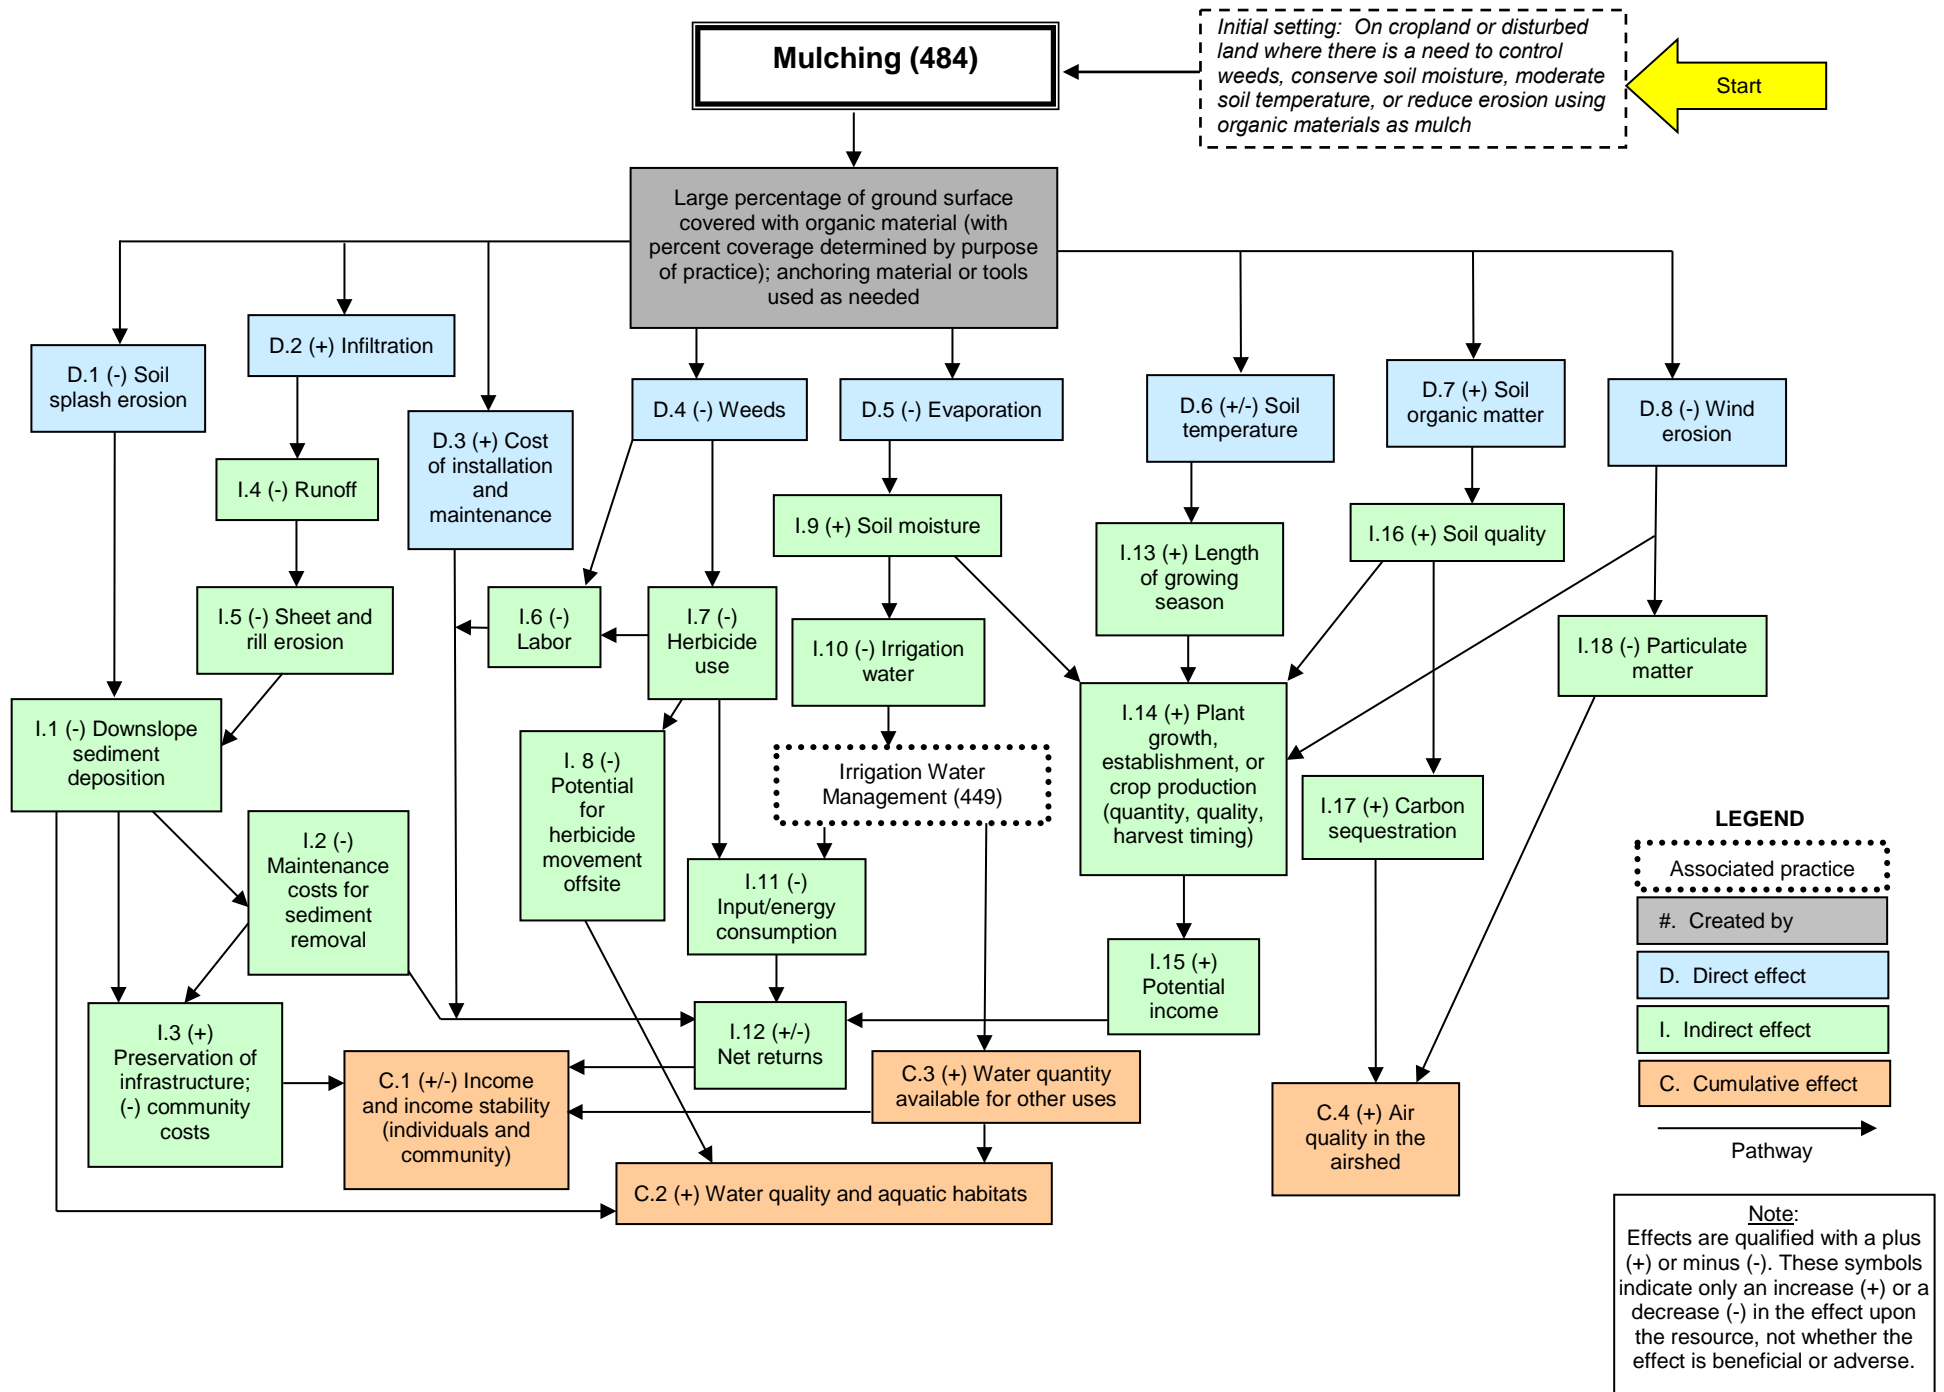 Mulching (484)
Initial setting:  On cropland or disturbed
land where there is a need to control
weeds, conserve soil moisture, moderate
soil temperature, or reduce erosion using
organic materials as mulch
Start
Large percentage of ground surface
covered with organic material (with
percent coverage determined by purpose
of practice); anchoring material or tools
used as needed
D.1 (-) Soil
splash erosion
D.2 (+) Infiltration
D.3 (+) Cost
of installation
and
maintenance
D.4 (-) Weeds
D.5 (-) Evaporation
D.6 (+/-) Soil
temperature
D.7 (+) Soil
organic matter
D.8 (-) Wind
erosion
I.4 (-) Runoff
I.9 (+) Soil moisture
I.13 (+) Length
of growing
season
I.16 (+) Soil quality
I.5 (-) Sheet and
rill erosion
I.6 (-)
Labor
I.7 (-)
Herbicide
use
I.10 (-) Irrigation
water
I.18 (-) Particulate
matter
I.1 (-) Downslope
sediment
deposition
I. 8 (-)
Potential
for
herbicide
movement
offsite
Irrigation Water
Management (449)
I.14 (+) Plant
growth,
establishment, or
crop production
(quantity, quality,
harvest timing)
I.17 (+) Carbon
sequestration
I.2 (-)
Maintenance
costs for
sediment
removal
I.11 (-)
Input/energy
consumption
I.15 (+)
Potential
income
I.3 (+)
Preservation of
infrastructure;
(-) community
costs
I.12 (+/-)
Net returns
C.1 (+/-) Income
and income stability
(individuals and
community)
C.3 (+) Water quantity
available for other uses
C.4 (+) Air
quality in the
airshed
C.2 (+) Water quality and aquatic habitats
LEGEND
Associated practice
#.  Created by
D.  Direct effect
I.  Indirect effect
C.  Cumulative effect
Pathway
Note:
Effects are qualified with a plus
(+) or minus (-). These symbols
indicate only an increase (+) or a
decrease (-) in the effect upon
the resource, not whether the
effect is beneficial or adverse.